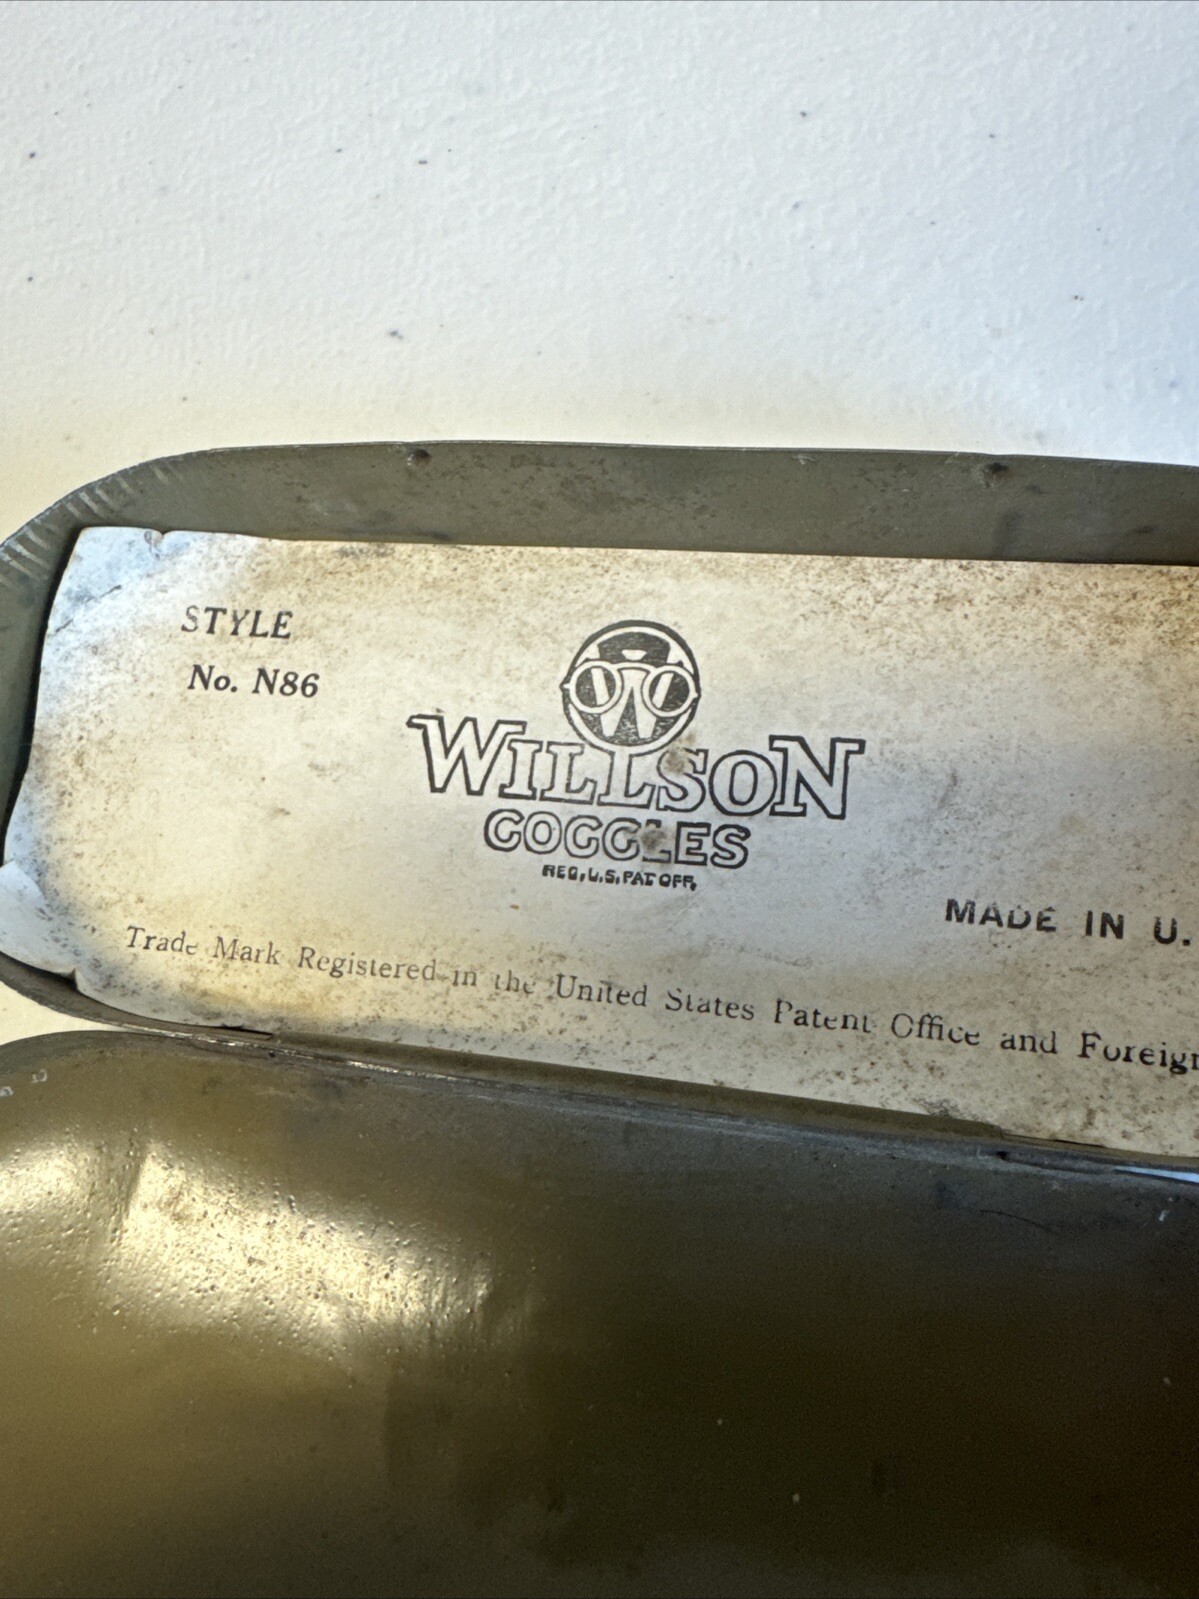 STYLE
No. N86
WILLSON
GOGGLES
REG. U.S. PAT OFF.
MADE IN U.
Trade Mark Registered in the United States Patent Office and Foreign